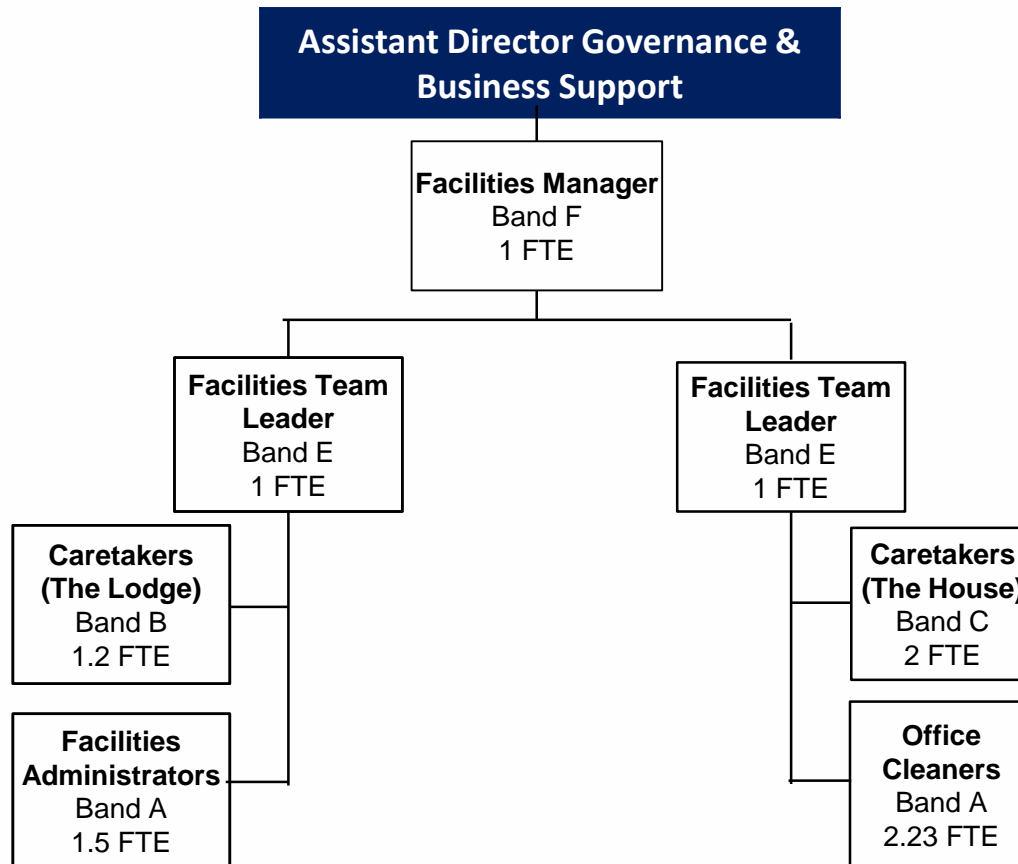 Assistant Director Governance &
Business Support
Facilities Manager
Band F
1 FTE
Facilities Team
Leader
Band E
1 FTE
Facilities Team
Leader
Band E
1 FTE
Caretakers
(The Lodge)
Band B
1.2 FTE
Caretakers
(The House)
Band C
2 FTE
Facilities
Administrators
Band A
1.5 FTE
Office
Cleaners
Band A
2.23 FTE